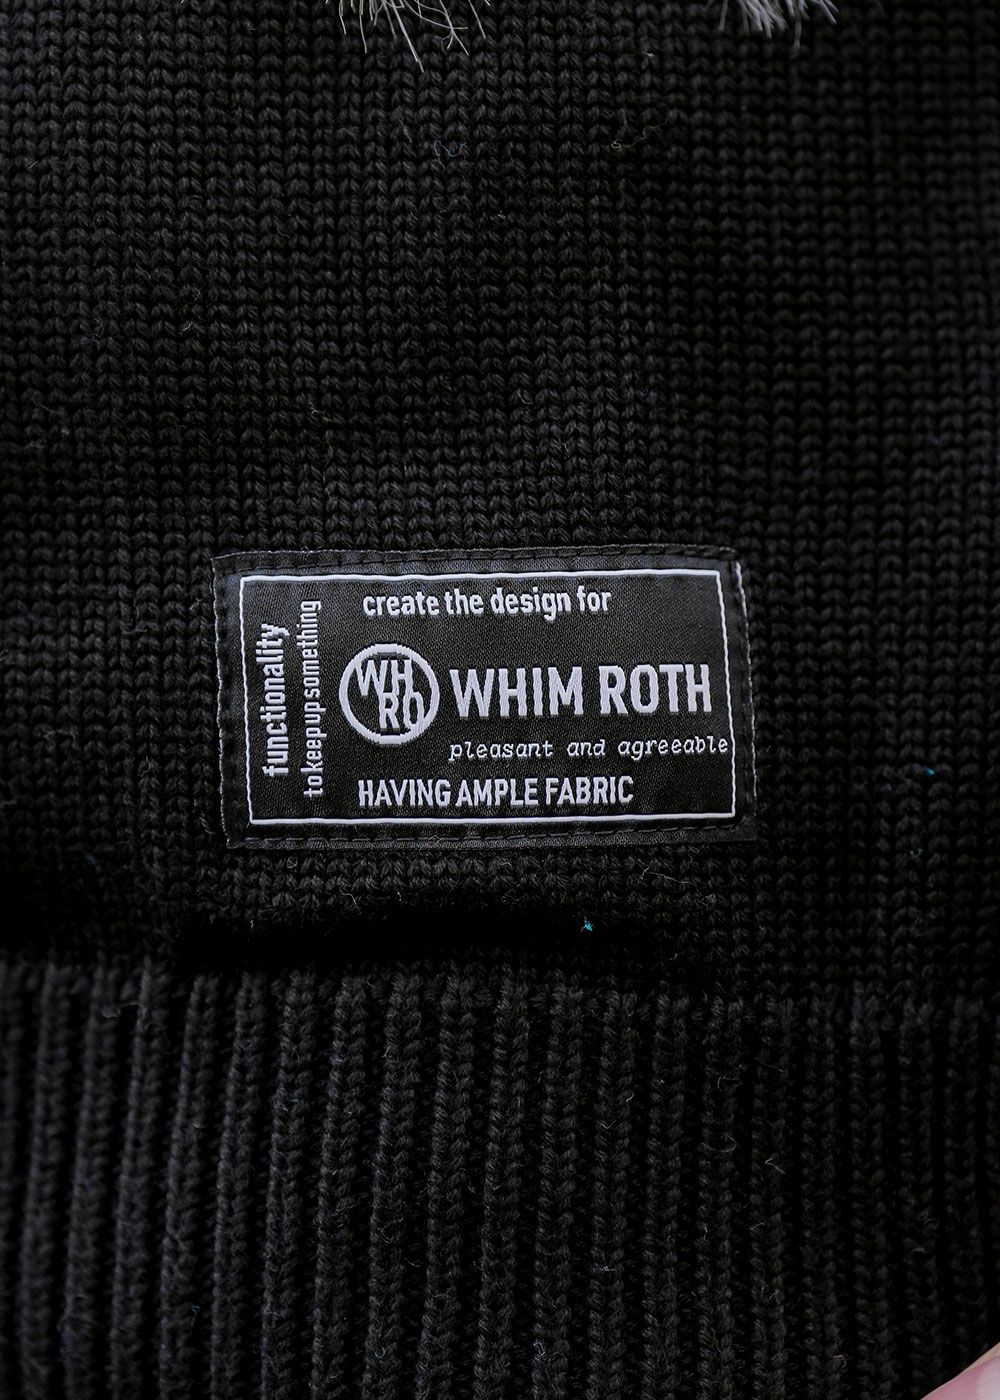 functionality
to keep up something
create the design for
WH
RO
WHIM ROTH
pleasant and agreeable
HAVING AMPLE FABRIC